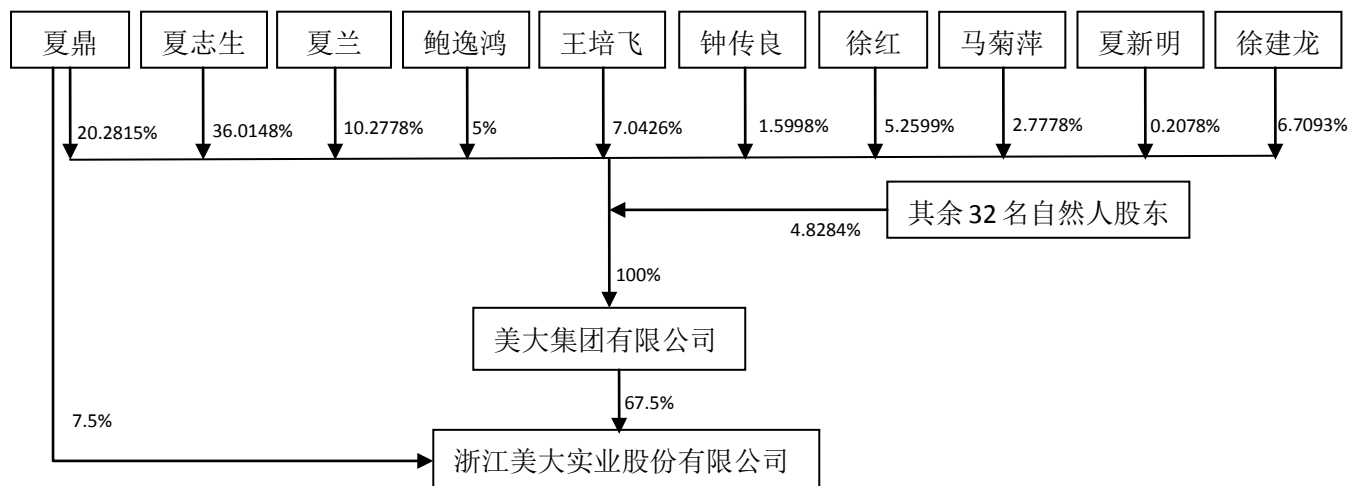 夏鼎 夏志生 夏兰 鲍逸鸿 王培飞 钟传良 徐红 马菊萍 夏新明 徐建龙
20.2815% 36.0148% 10.2778% 5% 7.0426% 1.5998% 5.2599% 2.7778% 0.2078% 6.7093%
其余 32 名自然人股东
4.8284%
100%
美大集团有限公司
7.5% 67.5%
浙江美大实业股份有限公司